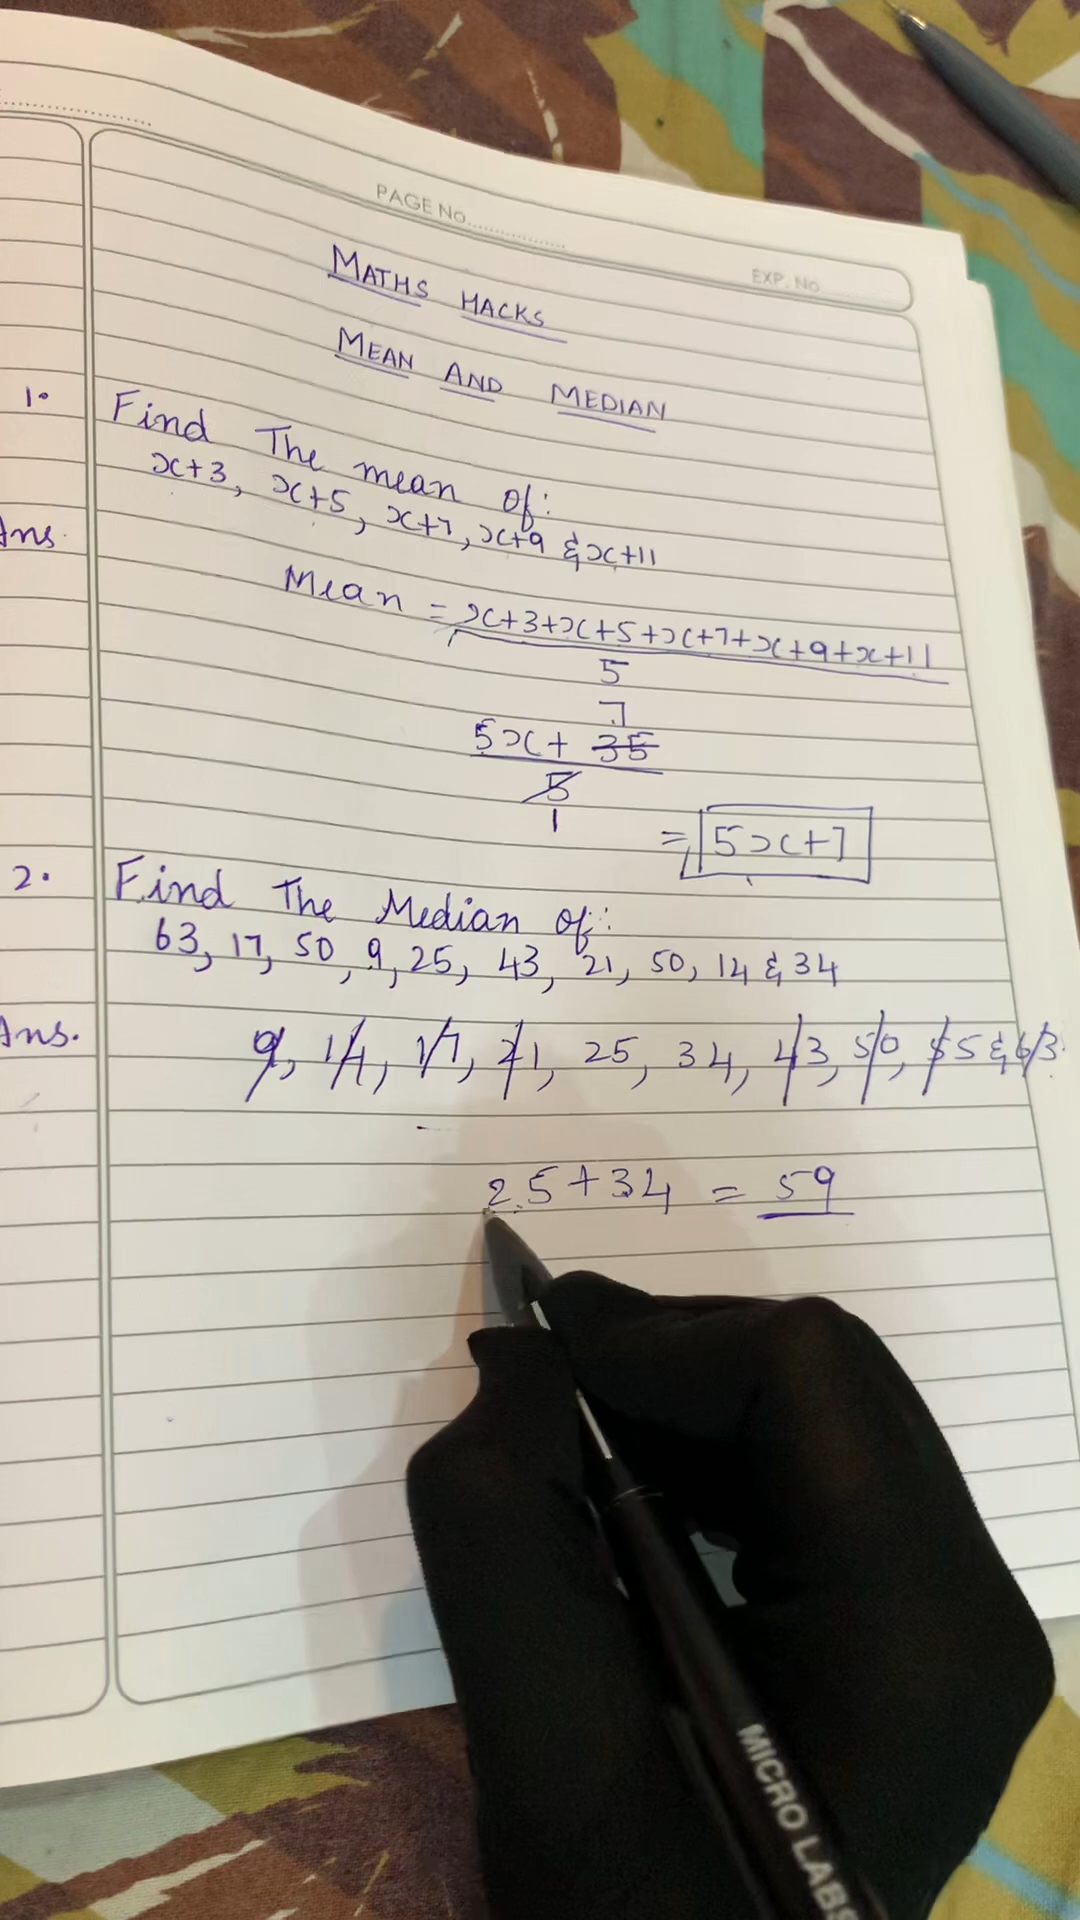 PAGE No.
EXP. No.
MATHS HACKS
MEAN AND MEDIAN
1. Find The mean of:
x+3, x+5, x+7, x+9 & x+11
Ans.
Mean = x+3+x+5+x+7+x+9+x+11
5
7
5x+ 35
5
1
= 5x+7
2. Find The Median of:
63, 17, 50, 9, 25, 43, 21, 50, 14 & 34
Ans. 9, 14, 17, 21, 25, 34, 43, 50, 55 & 63.
25+34 = 59
MICRO LABS